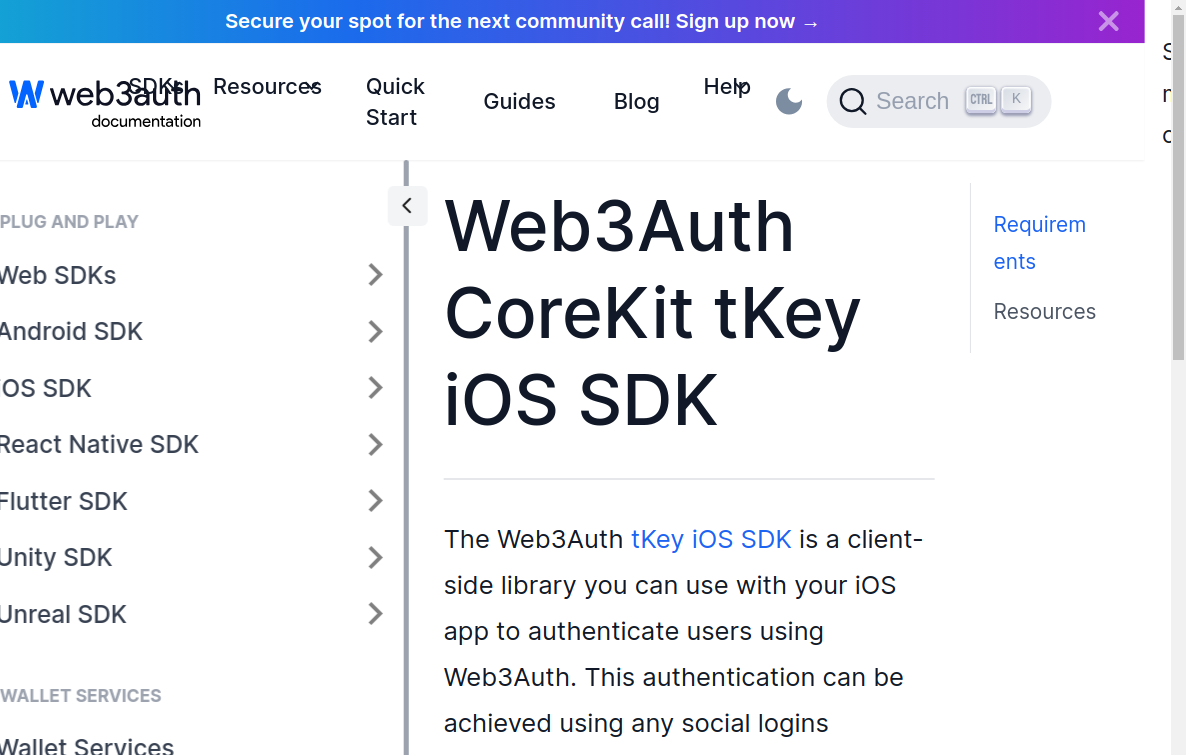 Secure your spot for the next community call! Sign up now →
web3auth
documentation
SDKs
Resources
Quick
Start
Guides
Blog
Help
Search
CTRL
K
PLUG AND PLAY
Web SDKs
Android SDK
iOS SDK
React Native SDK
Flutter SDK
Unity SDK
Unreal SDK
WALLET SERVICES
Wallet Services
Web3Auth
CoreKit tKey
iOS SDK
The Web3Auth tKey iOS SDK is a client-
side library you can use with your iOS
app to authenticate users using
Web3Auth. This authentication can be
achieved using any social logins
Requirem
ents
Resources